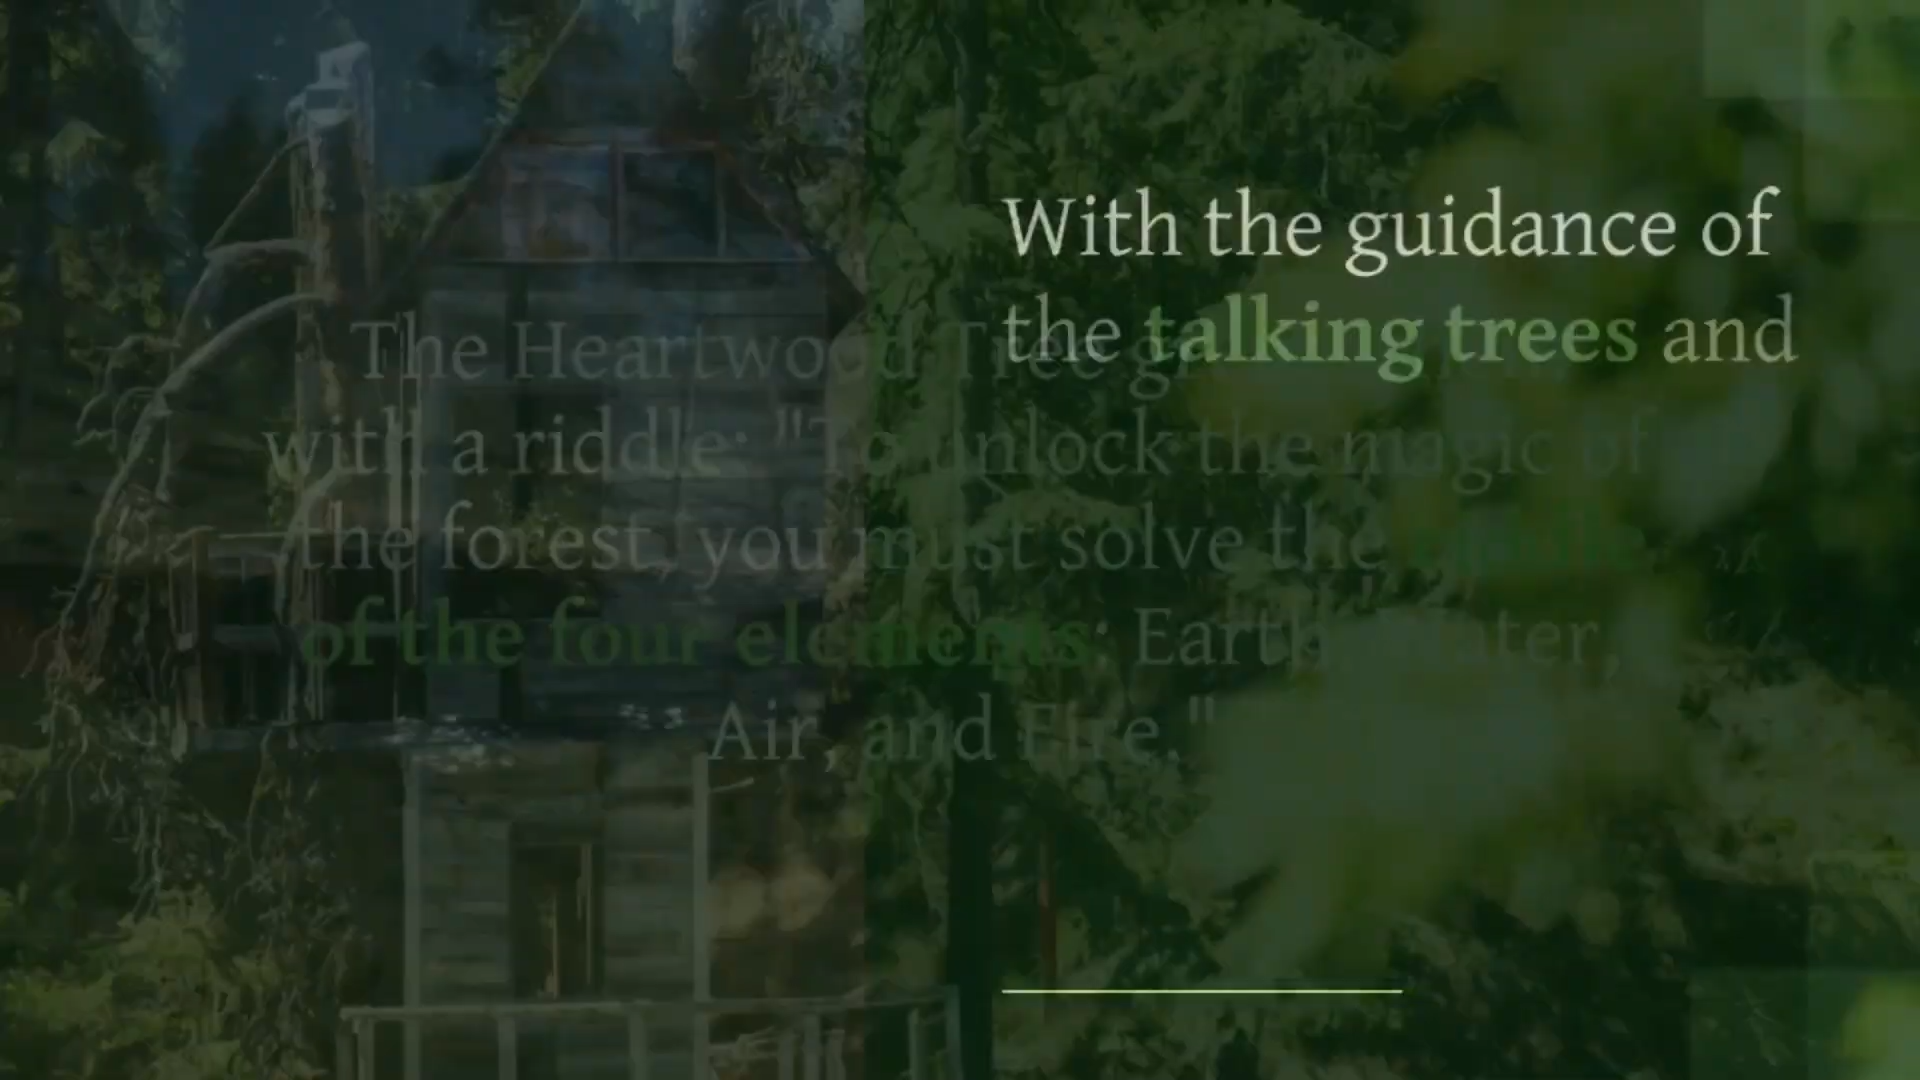 With the guidance of
the talking trees and
The Heartwood Tree
with a riddle: "To unlock the magic of
the forest, you must solve the
of the four elements: Earth, Water,
Air, and Fire."